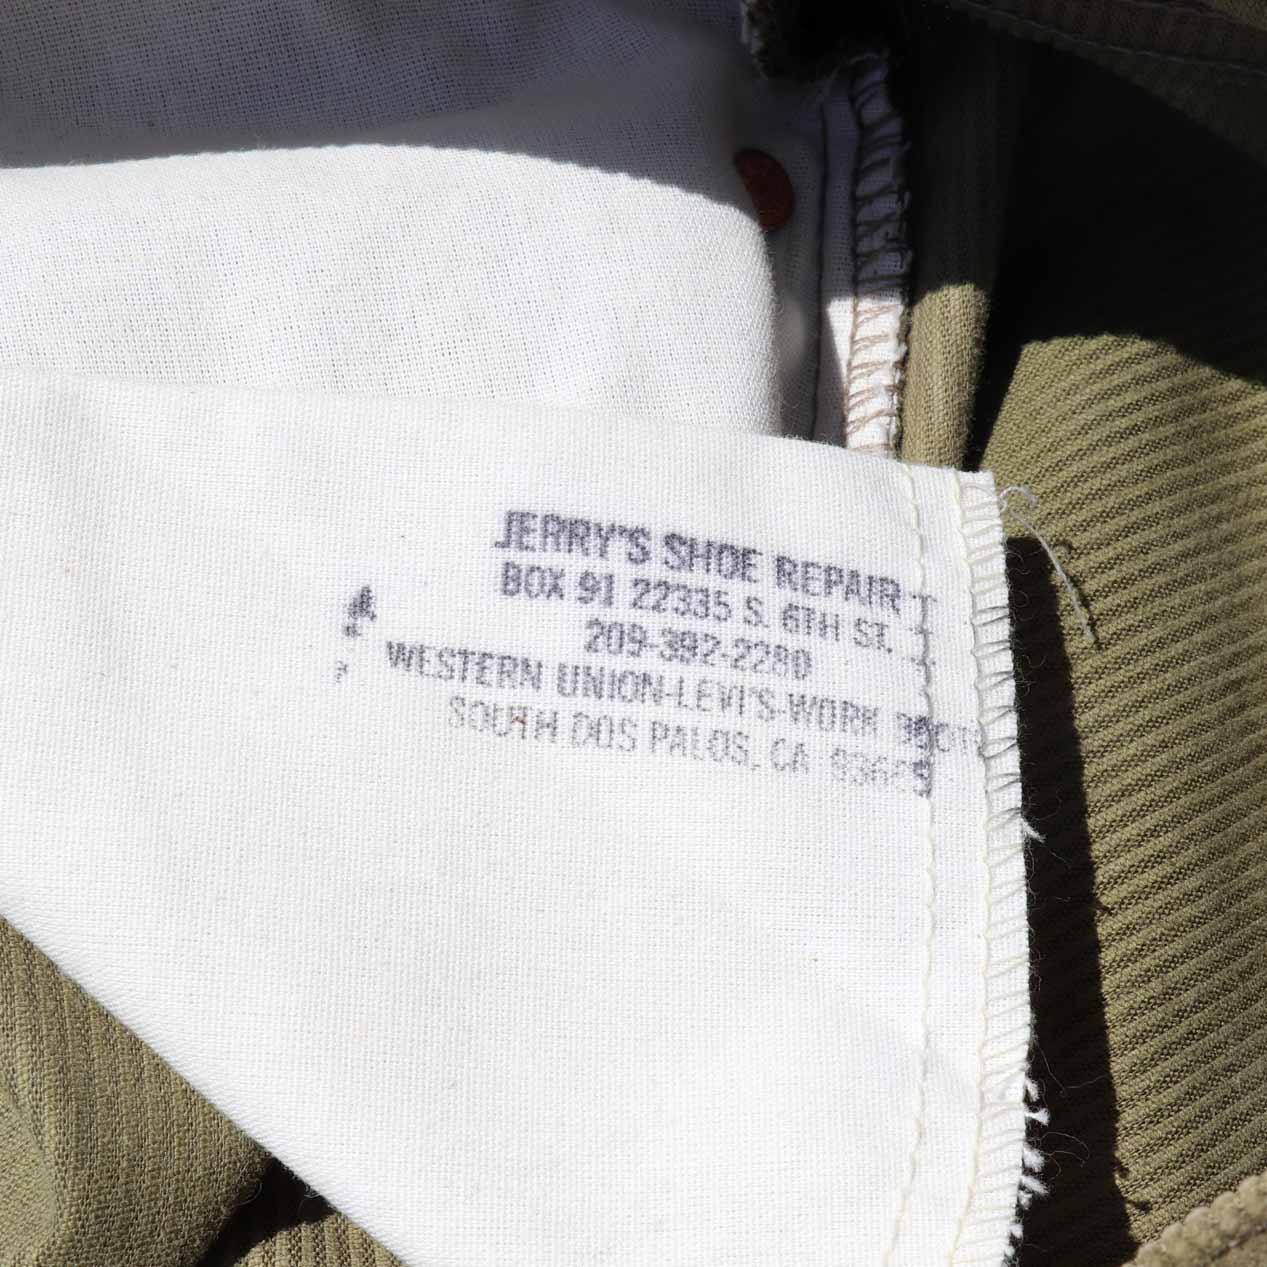 JERRY'S SHOE REPAIR
BOX 91 22335 S. 6TH ST.
209-392-2280
WESTERN UNION-LEVI'S-WORK BOOTS
SOUTH DOS PALOS, CA